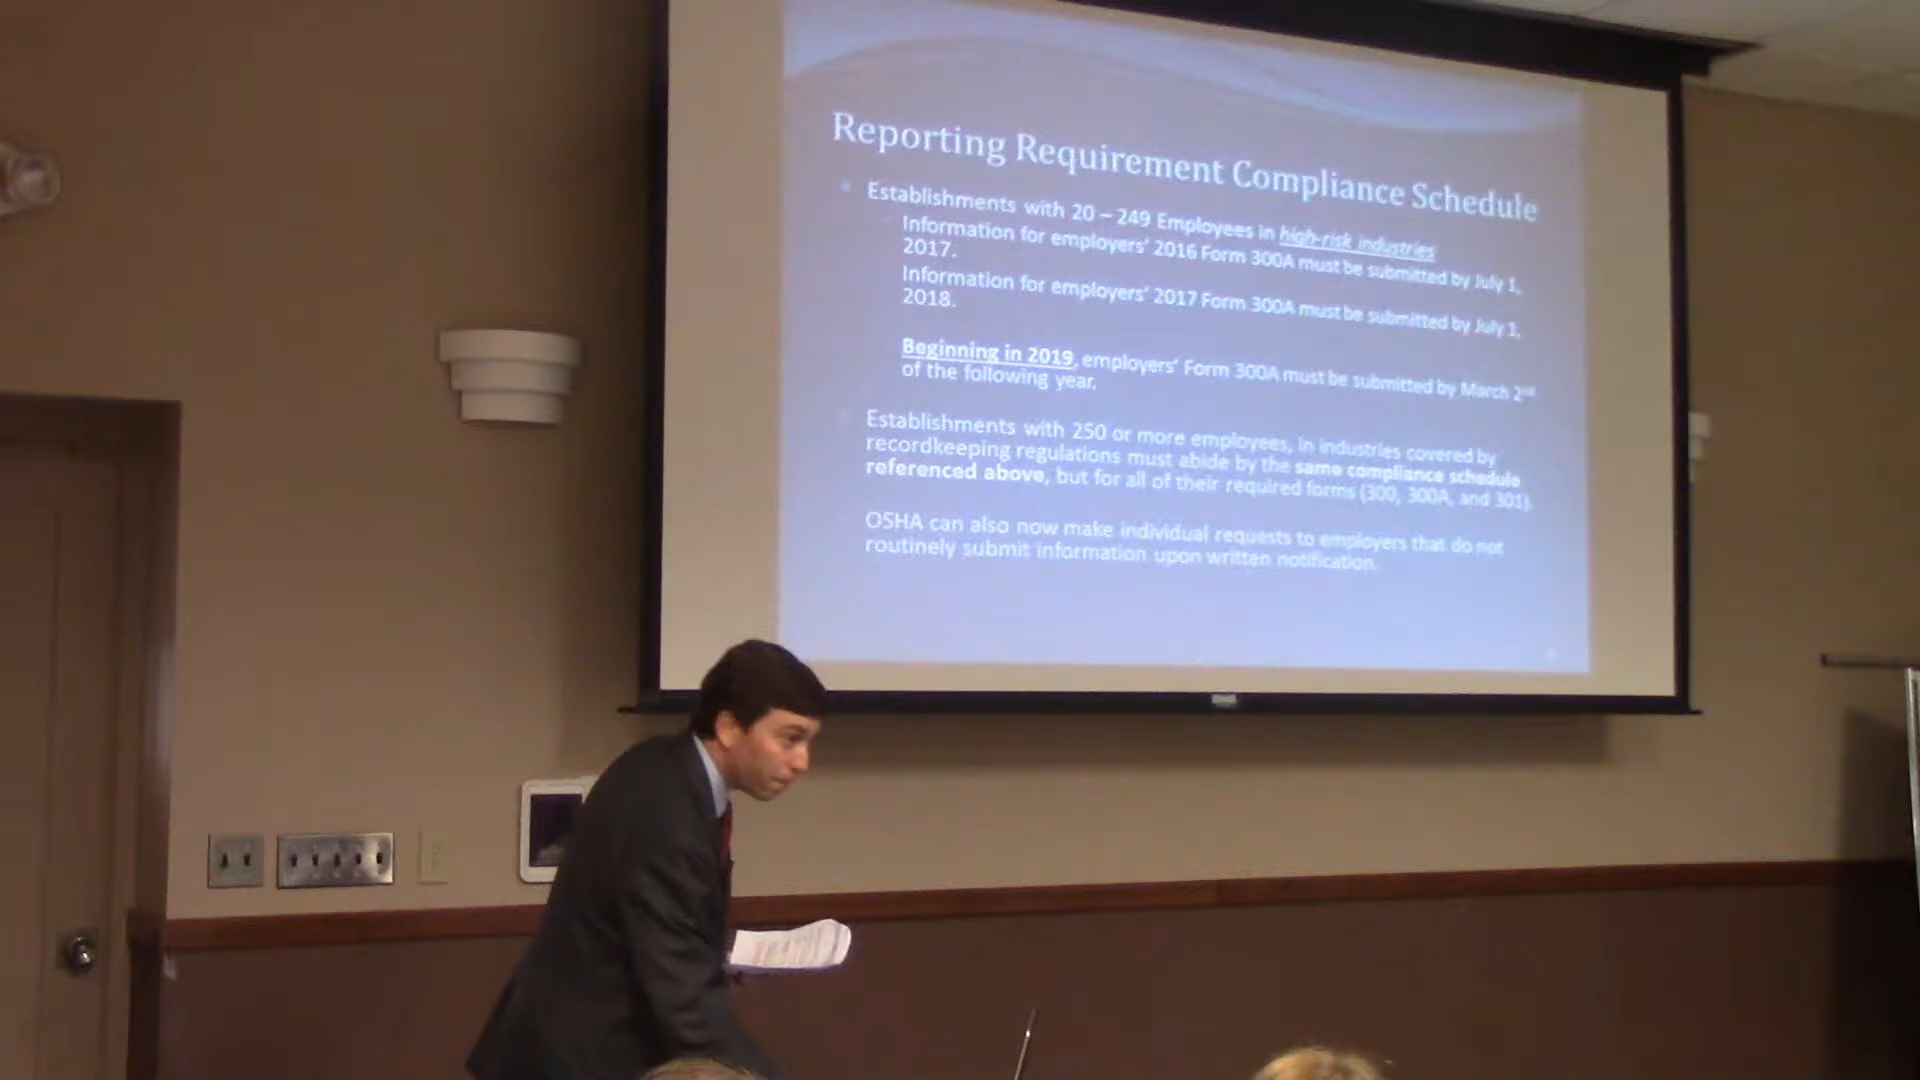 Reporting Requirement Compliance Schedule
Establishments with 20 – 249 Employees in high-risk industries
Information for employers' 2016 Form 300A must be submitted by July 1,
2017.
Information for employers' 2017 Form 300A must be submitted by July 1,
2018.
Beginning in 2019, employers' Form 300A must be submitted by March 2nd
of the following year.
Establishments with 250 or more employees, in industries covered by
recordkeeping regulations must abide by the same compliance schedule
referenced above, but for all of their required forms (300, 300A, and 301).
OSHA can also now make individual requests to employers that do not
routinely submit information upon written notification.